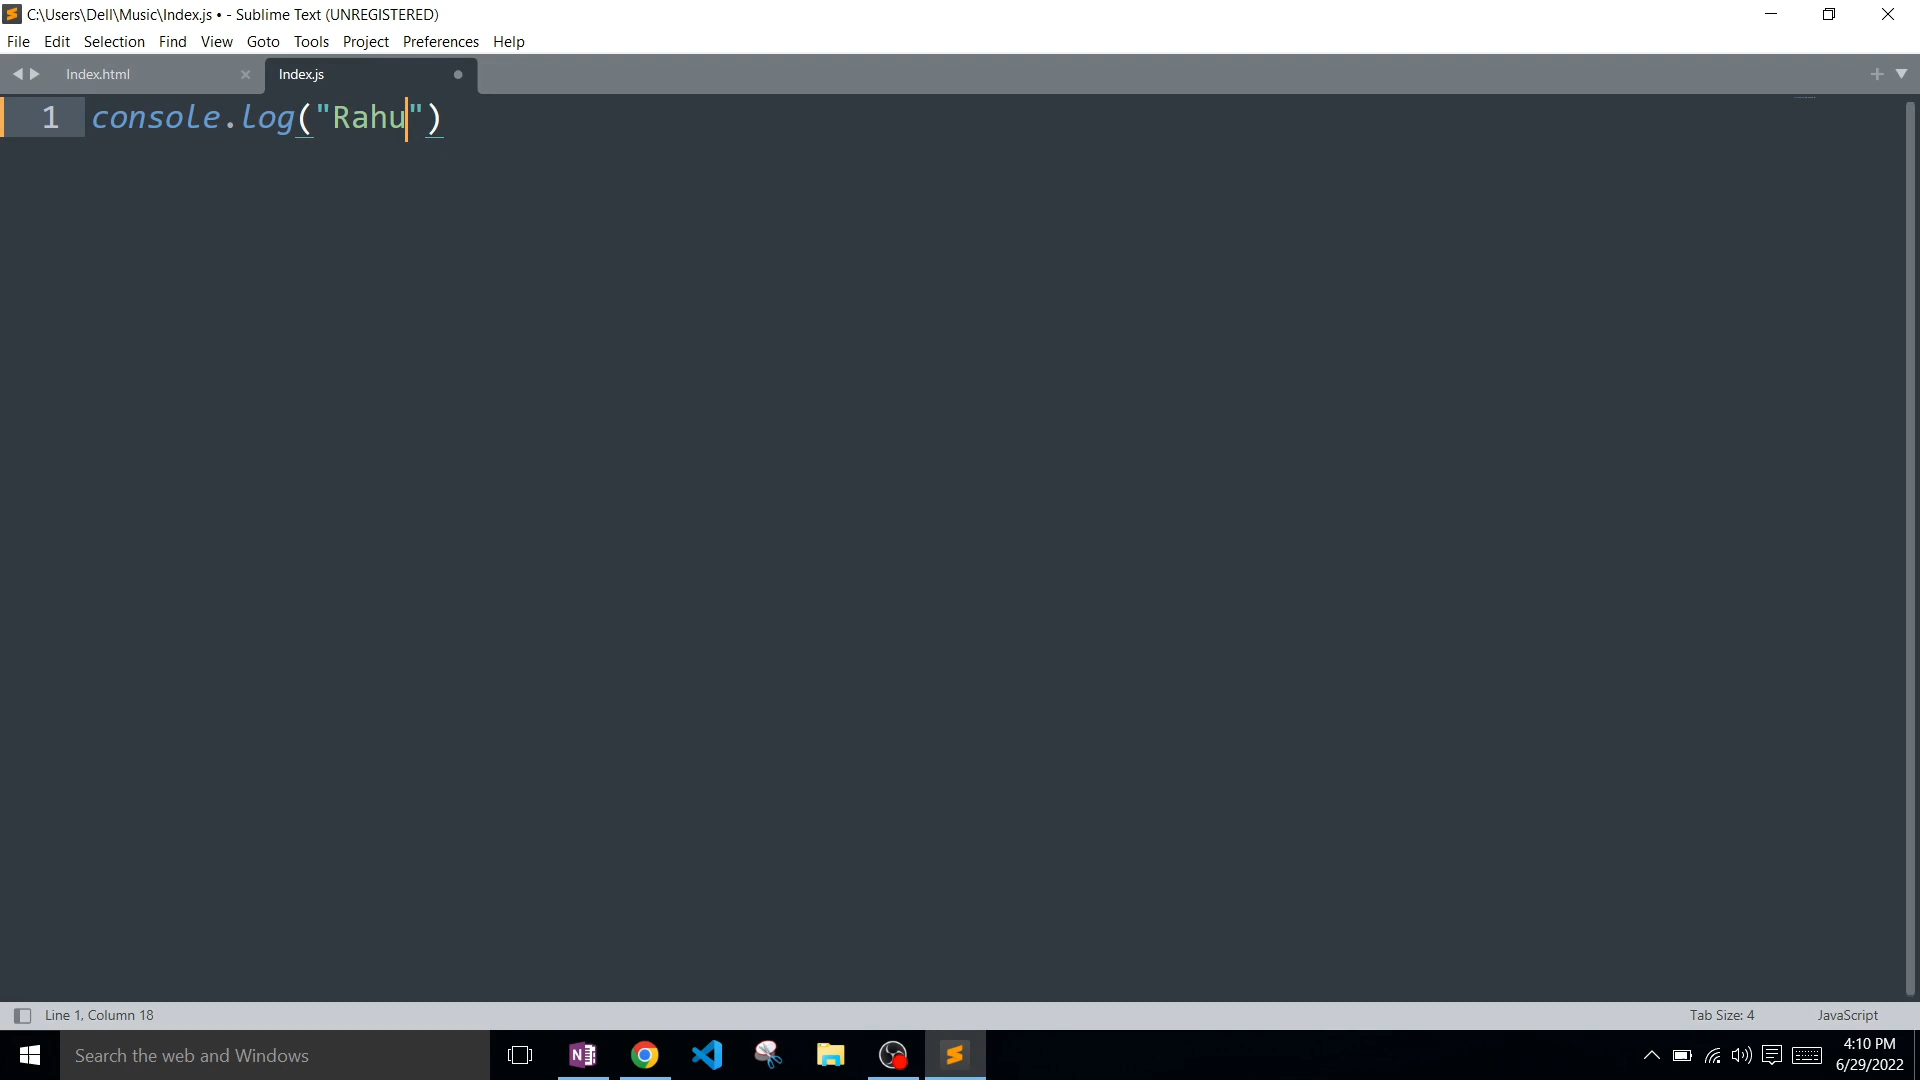 C:\Users\Dell\Music\Index.js • - Sublime Text (UNREGISTERED)
File Edit Selection Find View Goto Tools Project Preferences Help
Index.html Index.js
1 console.log("Rahu")
Line 1, Column 18 Tab Size: 4 JavaScript
Search the web and Windows
4:10 PM
6/29/2022